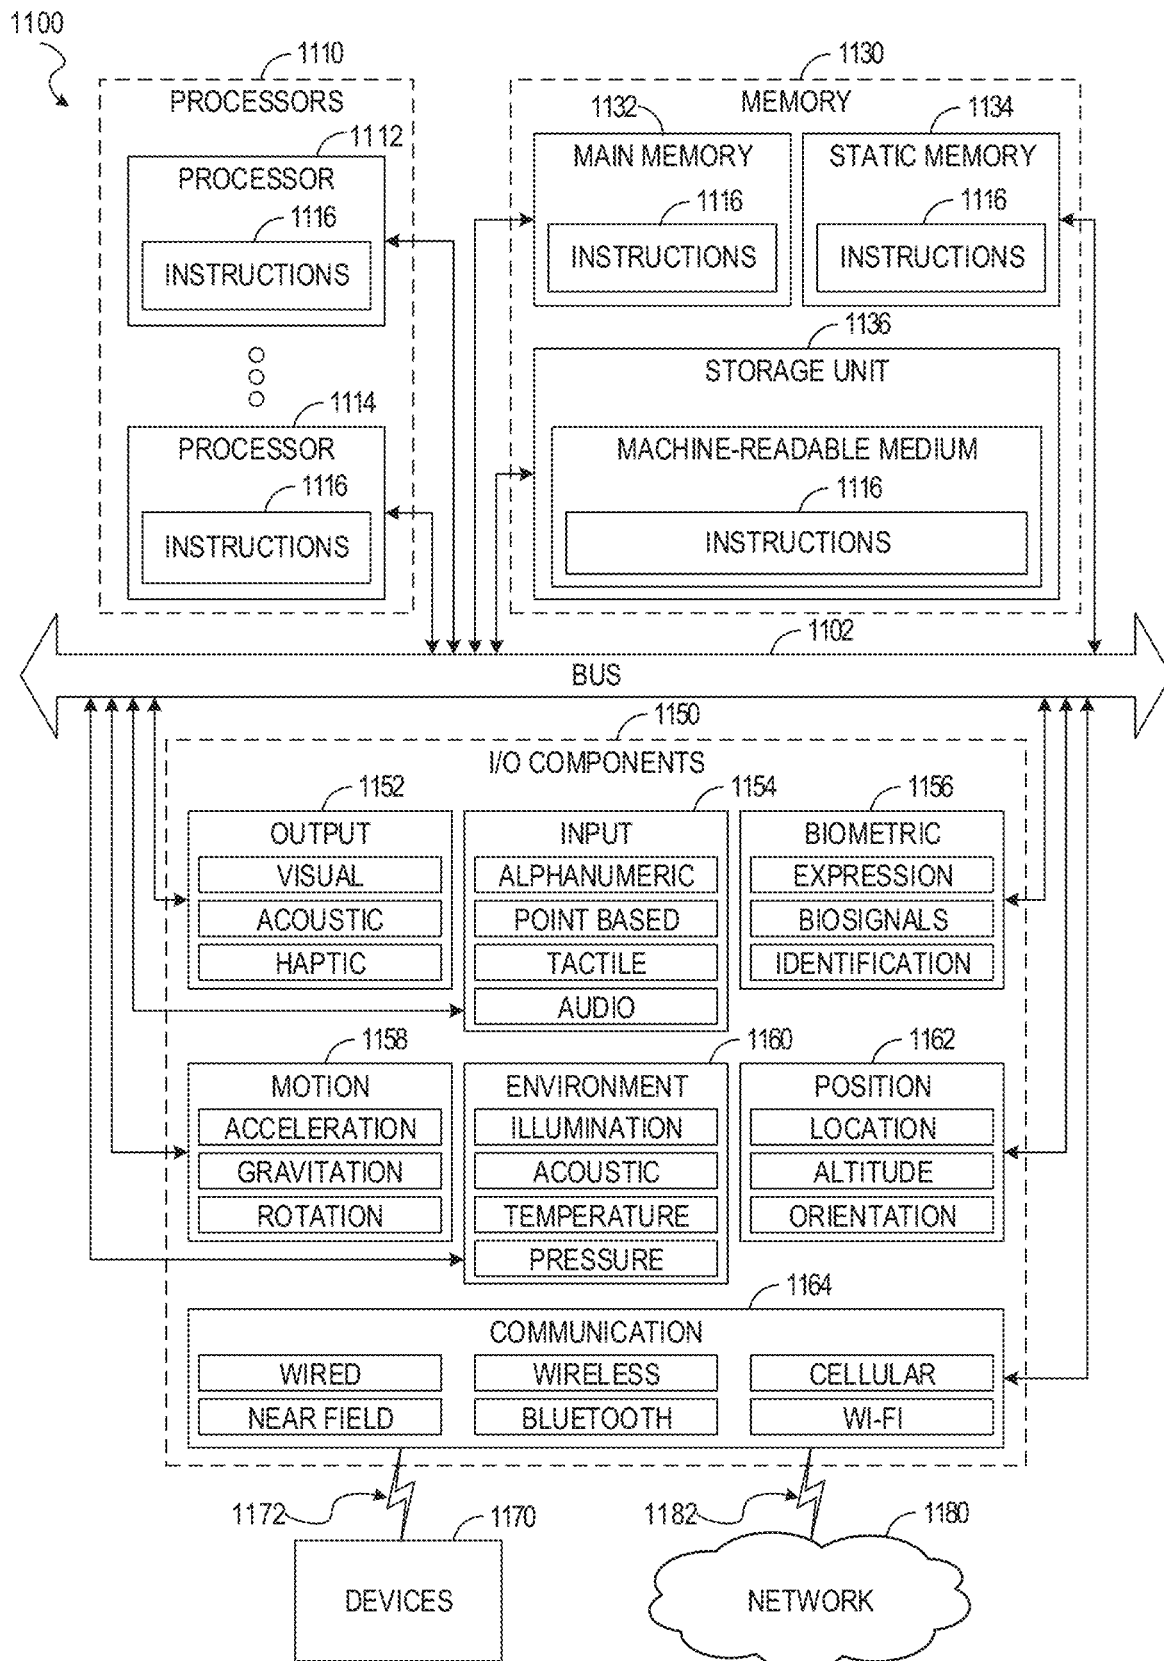 1100
1110
PROCESSORS
1112
PROCESSOR
1116
INSTRUCTIONS
1114
PROCESSOR
1116
INSTRUCTIONS
1130
MEMORY
1132
MAIN MEMORY
1116
INSTRUCTIONS
1134
STATIC MEMORY
1116
INSTRUCTIONS
1136
STORAGE UNIT
MACHINE-READABLE MEDIUM
1116
INSTRUCTIONS
1102
BUS
1150
I/O COMPONENTS
1152
OUTPUT
VISUAL
ACOUSTIC
HAPTIC
1154
INPUT
ALPHANUMERIC
POINT BASED
TACTILE
AUDIO
1156
BIOMETRIC
EXPRESSION
BIOSIGNALS
IDENTIFICATION
1158
MOTION
ACCELERATION
GRAVITATION
ROTATION
1160
ENVIRONMENT
ILLUMINATION
ACOUSTIC
TEMPERATURE
PRESSURE
1162
POSITION
LOCATION
ALTITUDE
ORIENTATION
1164
COMMUNICATION
WIRED
WIRELESS
CELLULAR
NEAR FIELD
BLUETOOTH
WI-FI
1172
1170
DEVICES
1182
1180
NETWORK